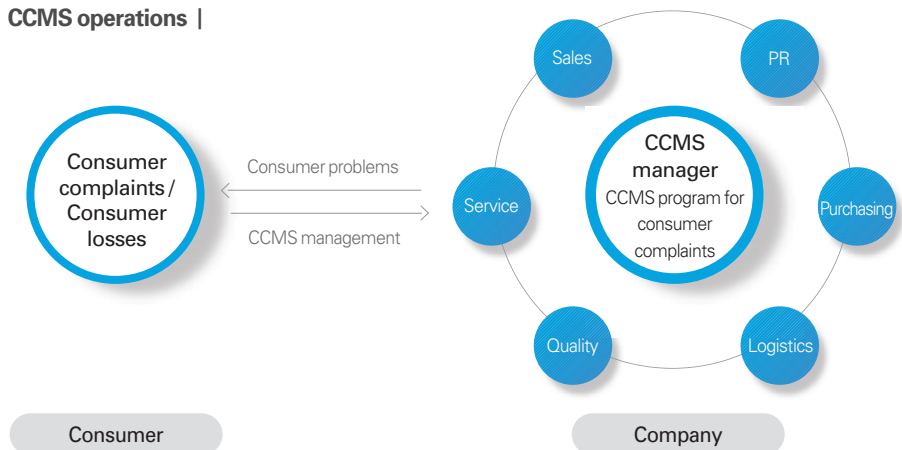 CCMS operations |
Sales
PR
Consumer
complaints /
Consumer
losses
Consumer problems
CCMS management
Service
CCMS
manager
CCMS program for
consumer
complaints
Purchasing
Quality
Logistics
Consumer
Company